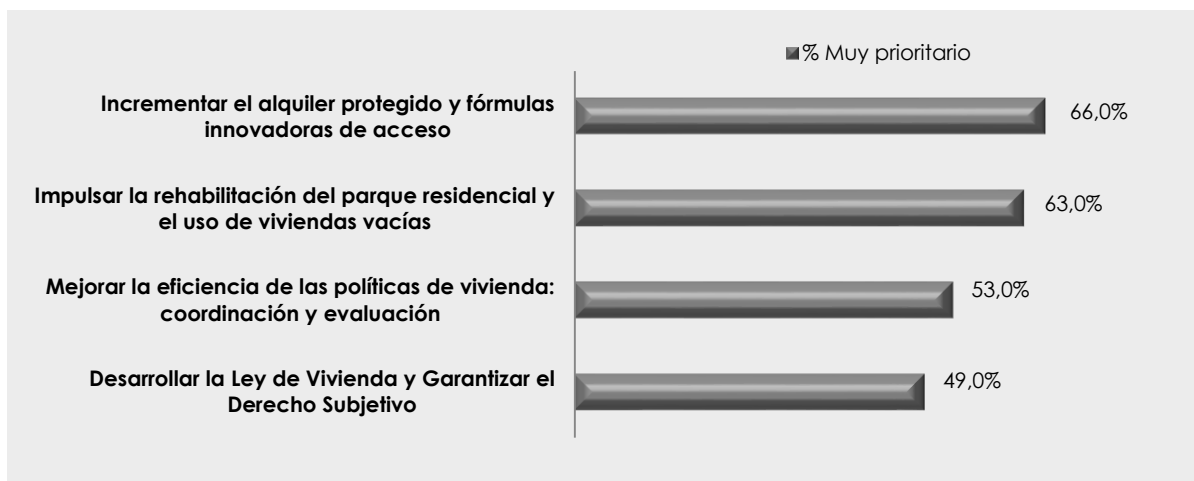 % Muy prioritario
Incrementar el alquiler protegido y fórmulas
innovadoras de acceso
66,0%
Impulsar la rehabilitación del parque residencial y
el uso de viviendas vacías
63,0%
Mejorar la eficiencia de las políticas de vivienda:
coordinación y evaluación
53,0%
Desarrollar la Ley de Vivienda y Garantizar el
Derecho Subjetivo
49,0%